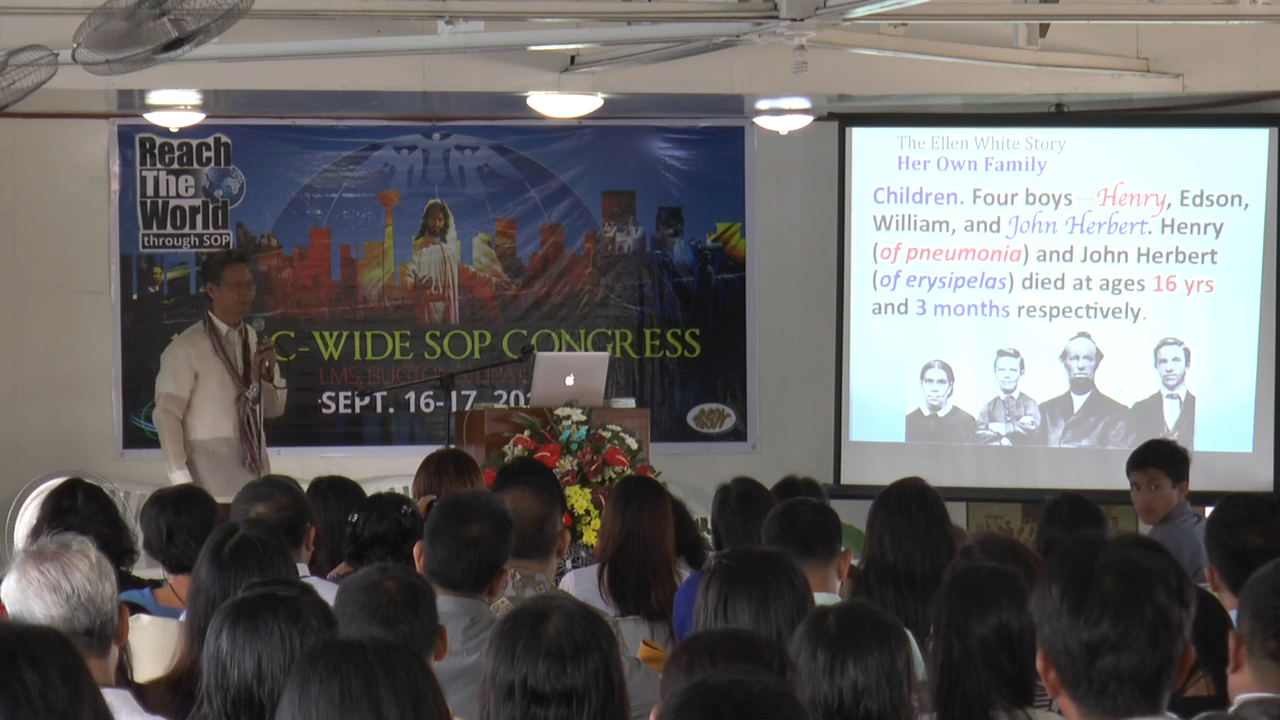 Reach
The
World
through SOP
C-WIDE SOP CONGRESS
LMS,
SEPT. 16-17, 20
The Ellen White Story
Her Own Family
Children. Four boys—Henry, Edson,
William, and John Herbert. Henry
(of pneumonia) and John Herbert
(of erysipelas) died at ages 16 yrs
and 3 months respectively.